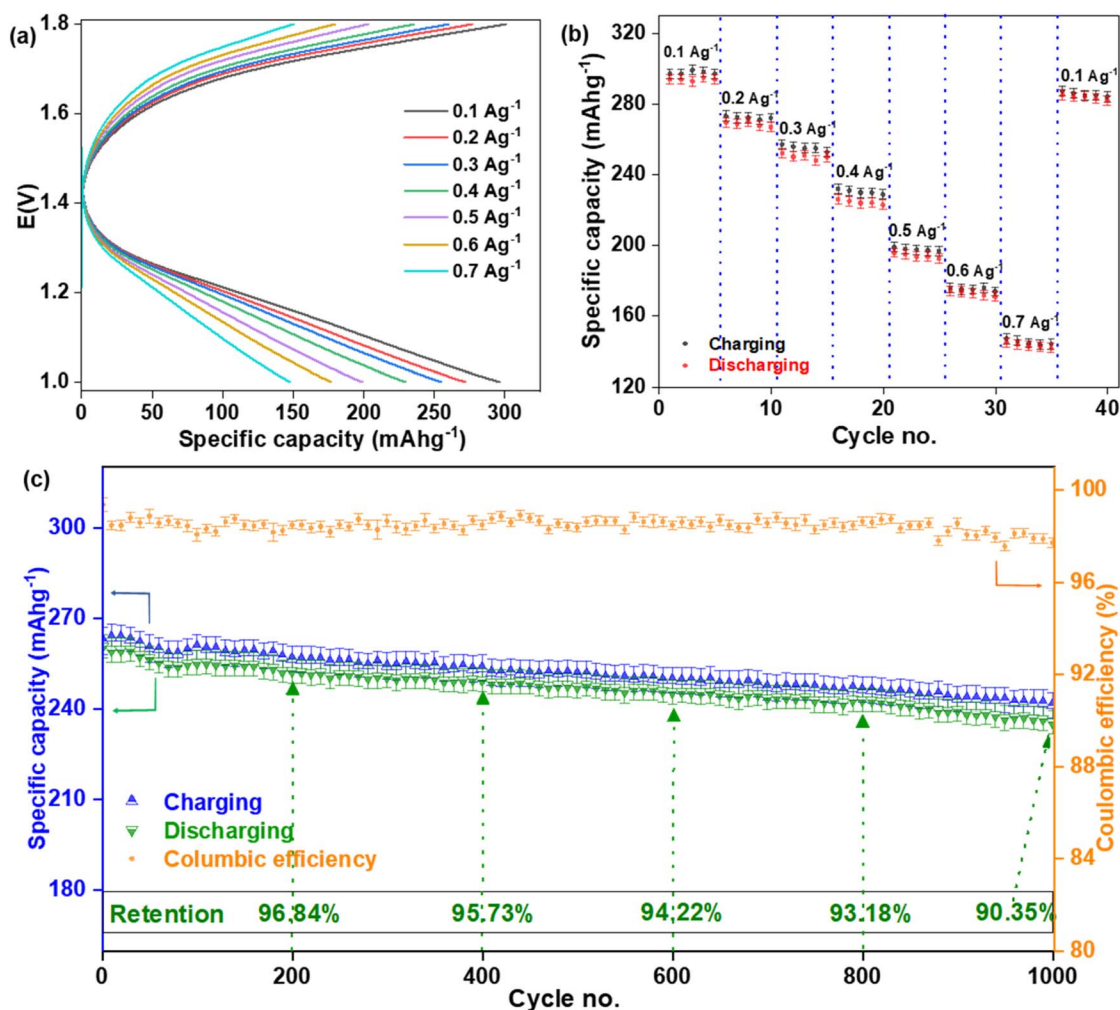 (a)
1.8
1.6
1.4
1.2
1.0
E(V)
0.1 Ag⁻¹
0.2 Ag⁻¹
0.3 Ag⁻¹
0.4 Ag⁻¹
0.5 Ag⁻¹
0.6 Ag⁻¹
0.7 Ag⁻¹
0 50 100 150 200 250 300
Specific capacity (mAhg⁻¹)
(b)
320
280
240
200
160
120
Specific capacity (mAhg⁻¹)
0.1 Ag⁻¹
0.2 Ag⁻¹
0.3 Ag⁻¹
0.4 Ag⁻¹
0.5 Ag⁻¹
0.6 Ag⁻¹
0.7 Ag⁻¹
0.1 Ag⁻¹
Charging
Discharging
0 10 20 30 40
Cycle no.
(c)
300
270
240
210
180
Specific capacity (mAhg⁻¹)
100
96
92
88
84
80
Coulombic efficiency (%)
Charging
Discharging
Columbic efficiency
Retention 96.84% 95.73% 94.22% 93.18% 90.35%
0 200 400 600 800 1000
Cycle no.